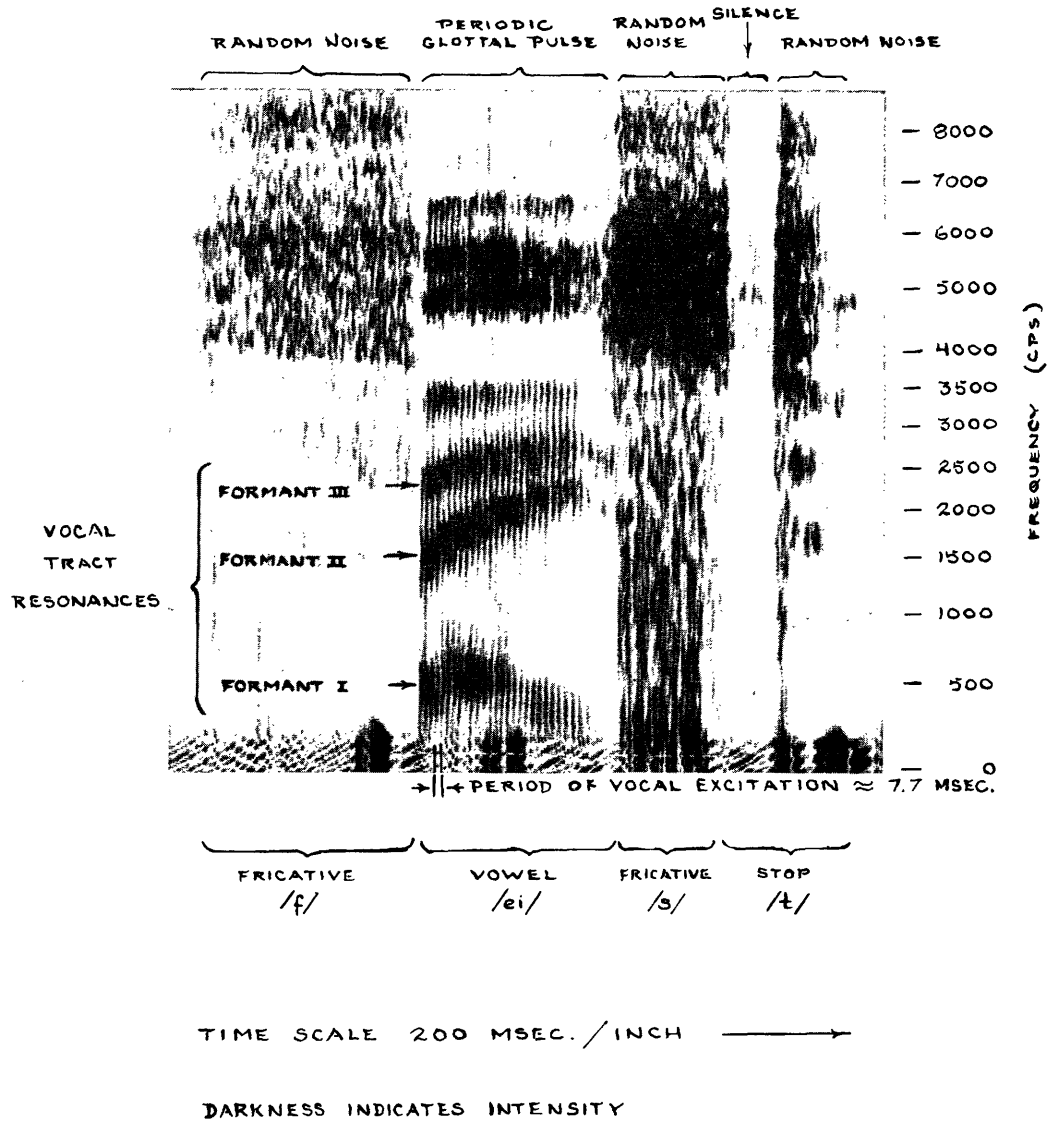 RANDOM NOISE
PERIODIC
GLOTTAL PULSE
RANDOM
NOISE
SILENCE
RANDOM NOISE
8000
7000
6000
5000
4000
3500
3000
2500
2000
1500
1000
500
0
FREQUENCY (CPS)
VOCAL
TRACT
RESONANCES
FORMANT III
FORMANT II
FORMANT I
PERIOD OF VOCAL EXCITATION ≈ 7.7 MSEC.
FRICATIVE
/f/
VOWEL
/ei/
FRICATIVE
/s/
STOP
/t/
TIME SCALE 200 MSEC./INCH
DARKNESS INDICATES INTENSITY